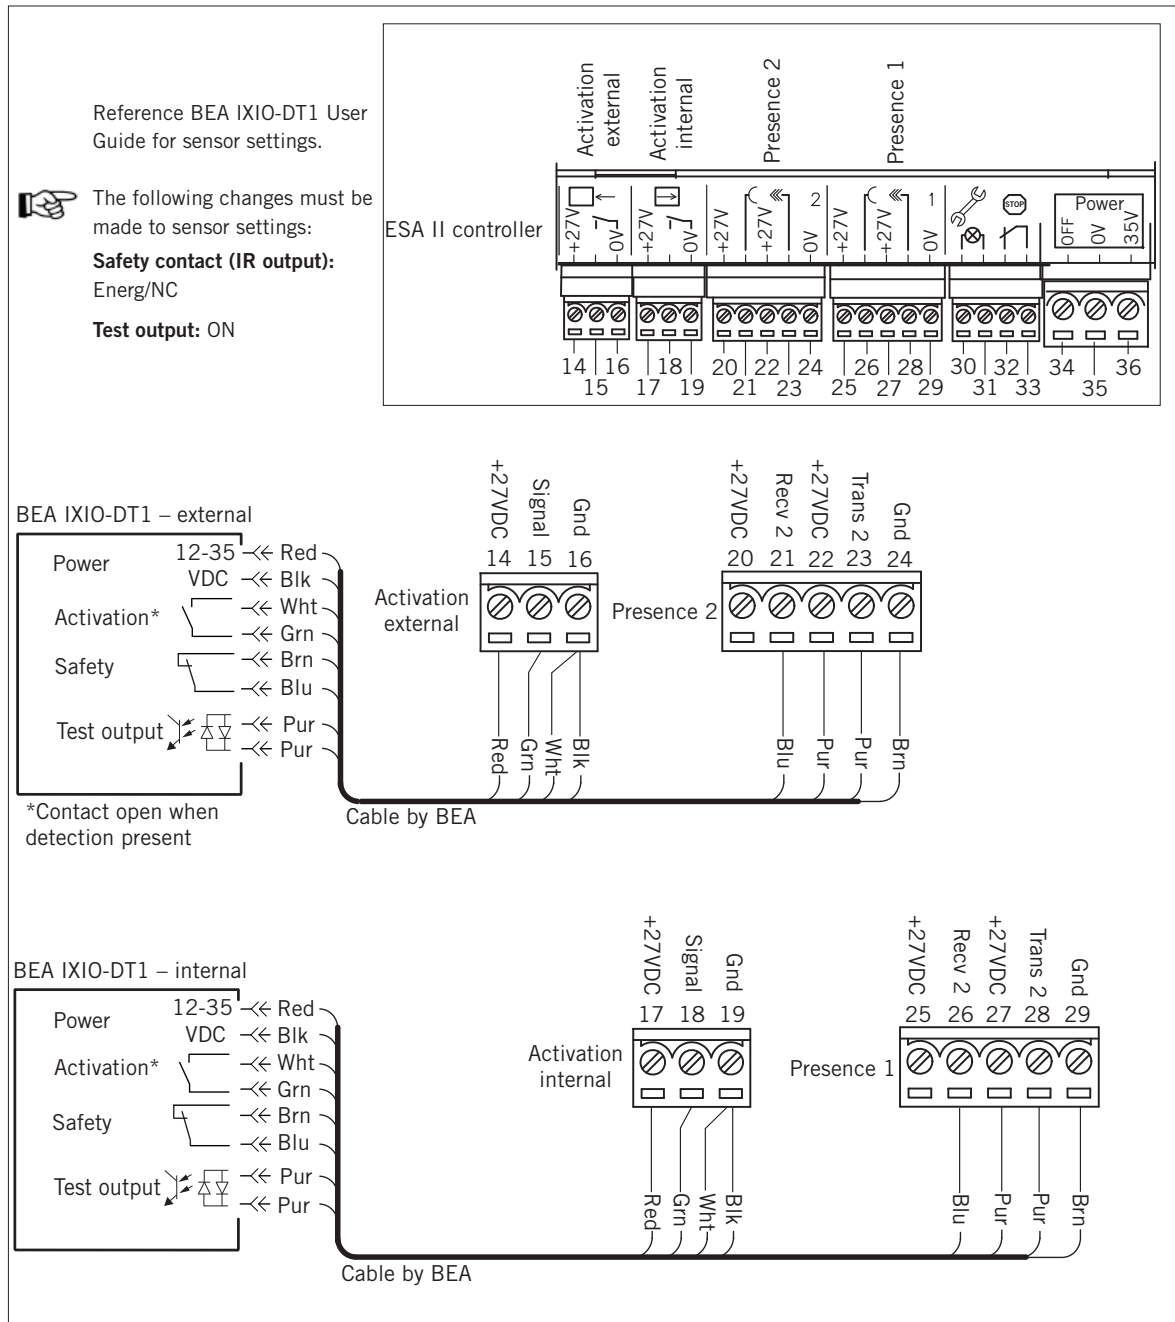 Reference BEA IXIO-DT1 User
Guide for sensor settings.
The following changes must be
made to sensor settings:
Safety contact (IR output):
Energ/NC
Test output: ON
ESA II controller
Activation
external
Activation
internal
Presence 2
Presence 1
+27V
0V
+27V
0V
+27V
+27V
2
0V
+27V
+27V
1
0V
STOP
Power
OFF
0V
35V
14 16 18 20 22 24 26 28 30 32 34 36
15 17 19 21 23 25 27 29 31 33 35
BEA IXIO-DT1 – external
Power
12-35
VDC
Activation*
Safety
Test output
Red
Blk
Wht
Grn
Brn
Blu
Pur
Pur
*Contact open when
detection present
Cable by BEA
Activation
external
+27VDC
Signal
Gnd
14 15 16
Red
Grn
Wht
Blk
Presence 2
+27VDC
Recv 2
+27VDC
Trans 2
Gnd
20 21 22 23 24
Blu
Pur
Pur
Brn
BEA IXIO-DT1 – internal
Power
12-35
VDC
Activation*
Safety
Test output
Red
Blk
Wht
Grn
Brn
Blu
Pur
Pur
Cable by BEA
Activation
internal
+27VDC
Signal
Gnd
17 18 19
Red
Grn
Wht
Blk
Presence 1
+27VDC
Recv 2
+27VDC
Trans 2
Gnd
25 26 27 28 29
Blu
Pur
Pur
Brn